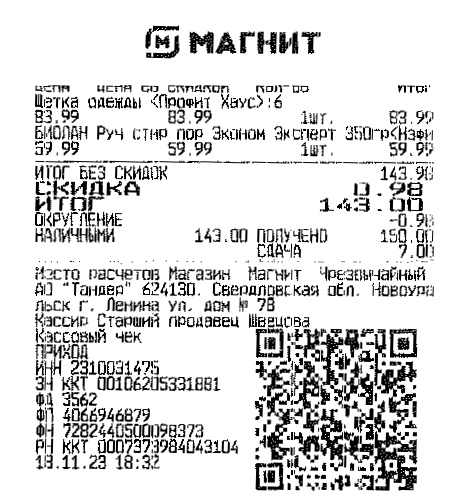 МАГНИТ
ЦЕНА ЦЕНА СО СКИДКОЙ КОЛ-ВО ИТОГ
Щетка одежды <Профит Хаус>:6
83.99 83.99 1шт. 83.99
БИОЛАН Руч стир пор Эконом Эксперт 350гр<Нэфи
59.99 59.99 1шт. 59.99
ИТОГ БЕЗ СКИДОК 143.98
СКИДКА 0.98
ИТОГ 143.00
ОКРУГЛЕНИЕ -0.98
НАЛИЧНЫМИ 143.00 ПОЛУЧЕНО 150.00
СДАЧА 7.00
Место расчетов Магазин Магнит Чрезвычайный
АО "Тандер" 624130, Свердловская обл, Новоура
льск г, Ленина ул, дом № 78
Кассир Старший продавец Швецова
Кассовый чек
ПРИХОД
ИНН 2310031475
ЗН ККТ 00106205331881
ФД 3562
ФП 4066946879
ФН 7282440500098373
РН ККТ 0007373984043104
18.11.23 18:32